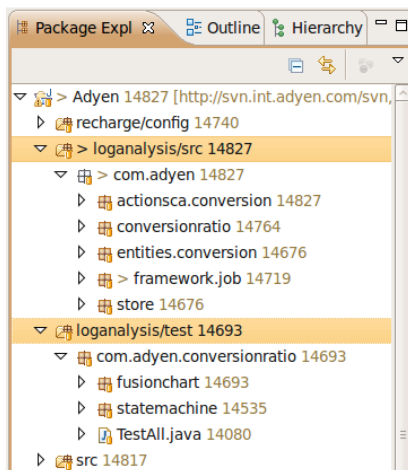 Package Expl Outline Hierarchy
> Adyen 14827 [http://svn.int.adyen.com/svn,
recharge/config 14740
> loganalysis/src 14827
> com.adyen 14827
actionsca.conversion 14827
conversionratio 14764
entities.conversion 14676
> framework.job 14719
store 14676
loganalysis/test 14693
com.adyen.conversionratio 14693
fusionchart 14693
statemachine 14535
TestAll.java 14080
src 14817